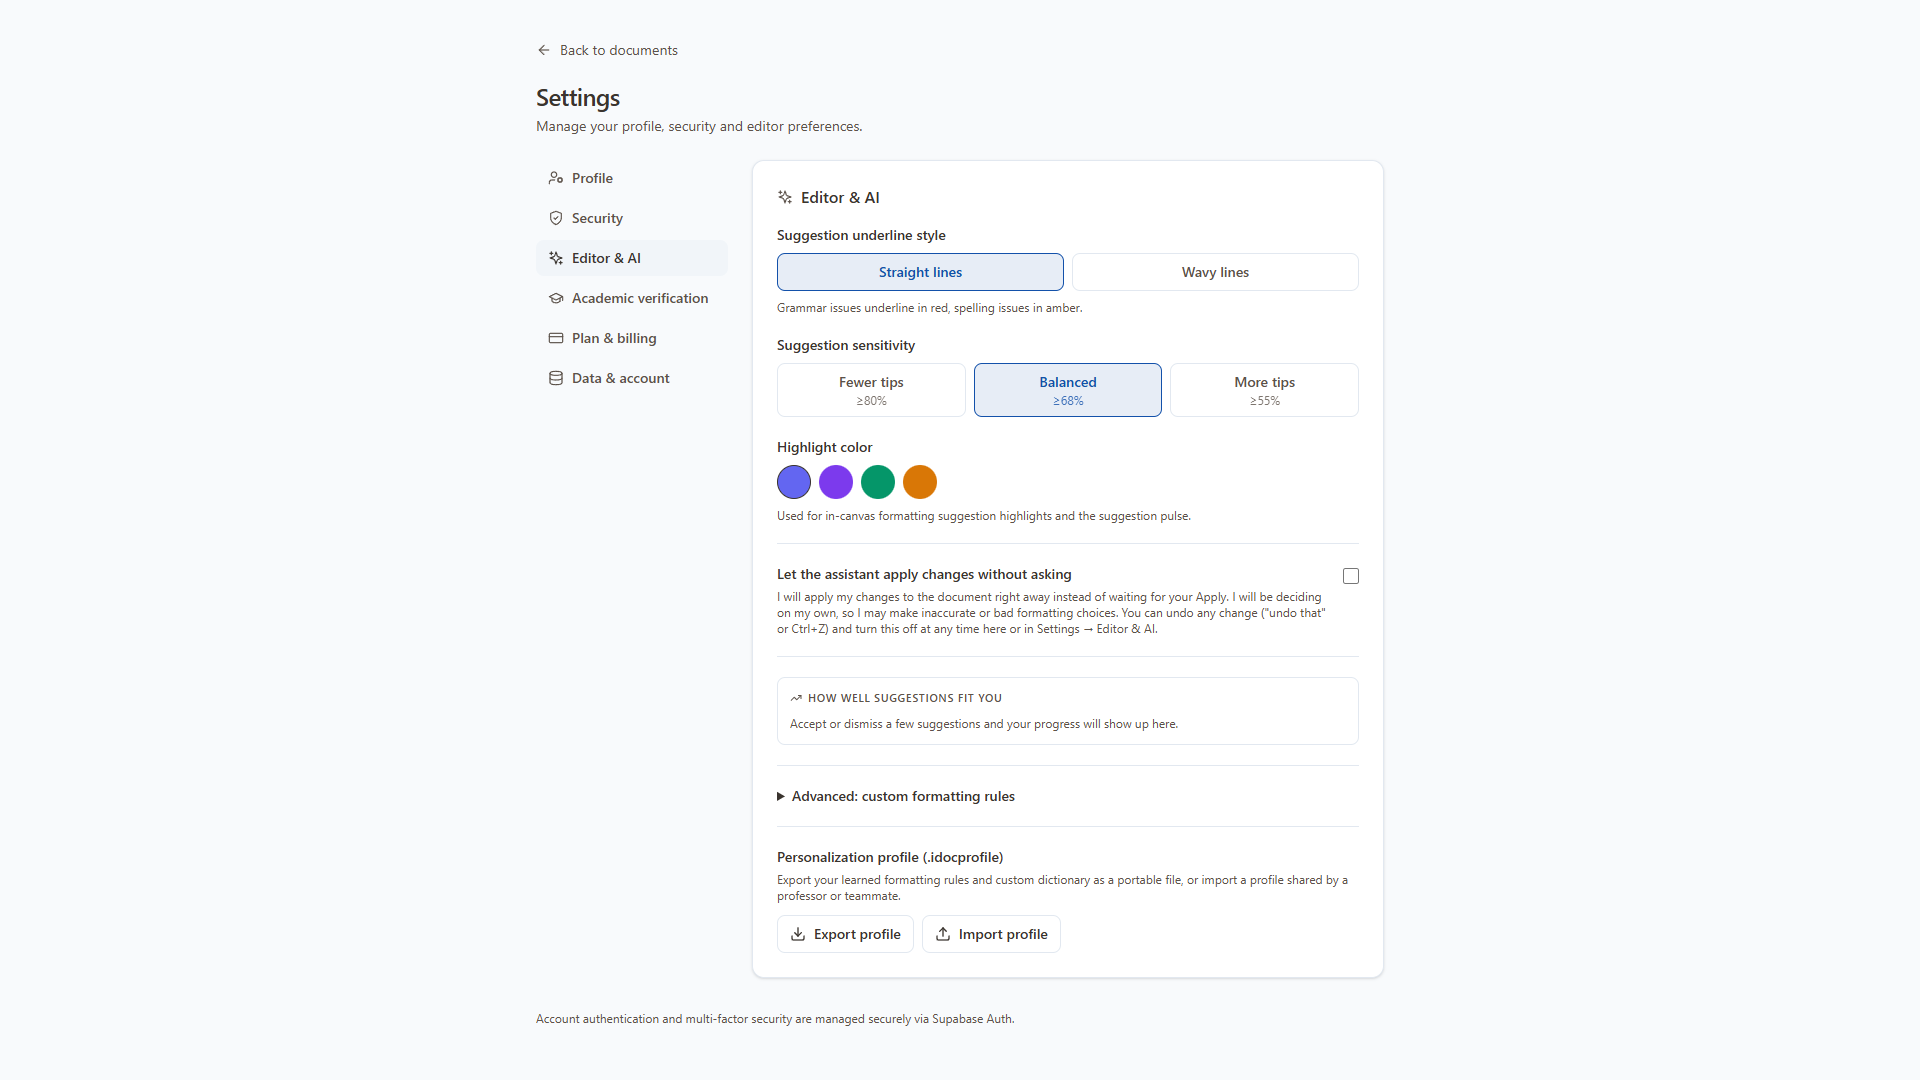 Back to documents
Settings
Manage your profile, security and editor preferences.
Profile
Security
Editor & AI
Academic verification
Plan & billing
Data & account
Editor & AI
Suggestion underline style
Straight lines
Wavy lines
Grammar issues underline in red, spelling issues in amber.
Suggestion sensitivity
Fewer tips
≥80%
Balanced
≥68%
More tips
≥55%
Highlight color
Used for in-canvas formatting suggestion highlights and the suggestion pulse.
Let the assistant apply changes without asking
I will apply my changes to the document right away instead of waiting for your Apply. I will be deciding
on my own, so I may make inaccurate or bad formatting choices. You can undo any change ("undo that"
or Ctrl+Z) and turn this off at any time here or in Settings → Editor & AI.
HOW WELL SUGGESTIONS FIT YOU
Accept or dismiss a few suggestions and your progress will show up here.
Advanced: custom formatting rules
Personalization profile (.idocprofile)
Export your learned formatting rules and custom dictionary as a portable file, or import a profile shared by a
professor or teammate.
Export profile
Import profile
Account authentication and multi-factor security are managed securely via Supabase Auth.